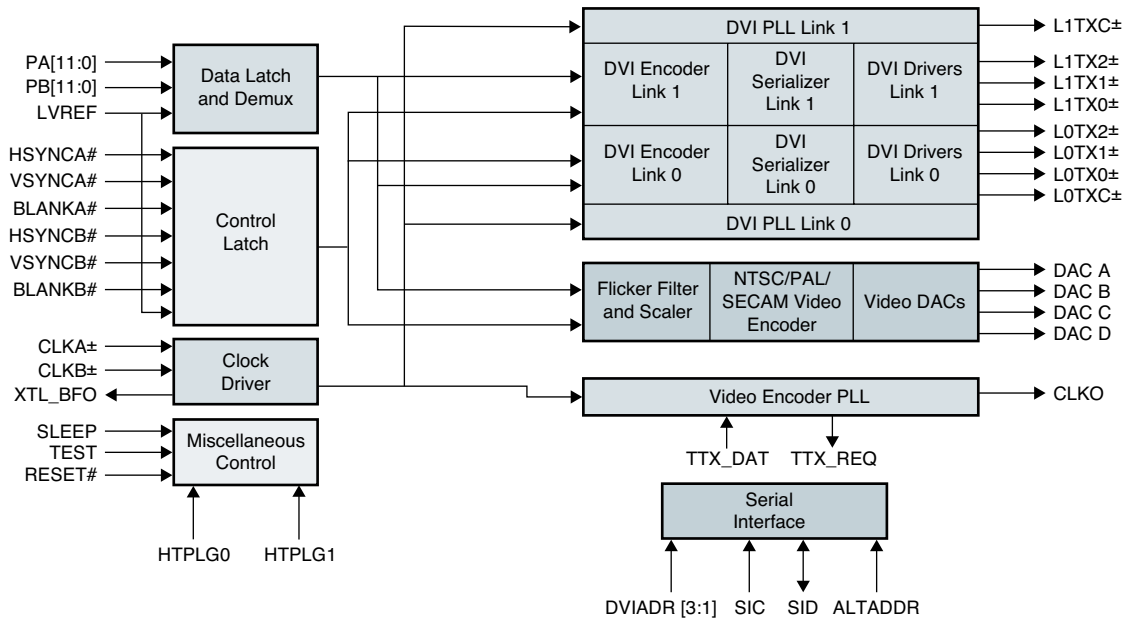 PA[11:0]
PB[11:0]
LVREF
HSYNCA#
VSYNCA#
BLANKA#
HSYNCB#
VSYNCB#
BLANKB#
CLKA±
CLKB±
XTL_BFO
SLEEP
TEST
RESET#
Data Latch
and Demux
Control
Latch
Clock
Driver
Miscellaneous
Control
HTPLG0
HTPLG1
DVI PLL Link 1
DVI Encoder
Link 1
DVI
Serializer
Link 1
DVI Drivers
Link 1
DVI Encoder
Link 0
DVI
Serializer
Link 0
DVI Drivers
Link 0
DVI PLL Link 0
Flicker Filter
and Scaler
NTSC/PAL/
SECAM Video
Encoder
Video DACs
Video Encoder PLL
TTX_DAT
TTX_REQ
Serial
Interface
DVIADR [3:1]
SIC
SID
ALTADDR
L1TXC±
L1TX2±
L1TX1±
L1TX0±
L0TX2±
L0TX1±
L0TX0±
L0TXC±
DAC A
DAC B
DAC C
DAC D
CLKO